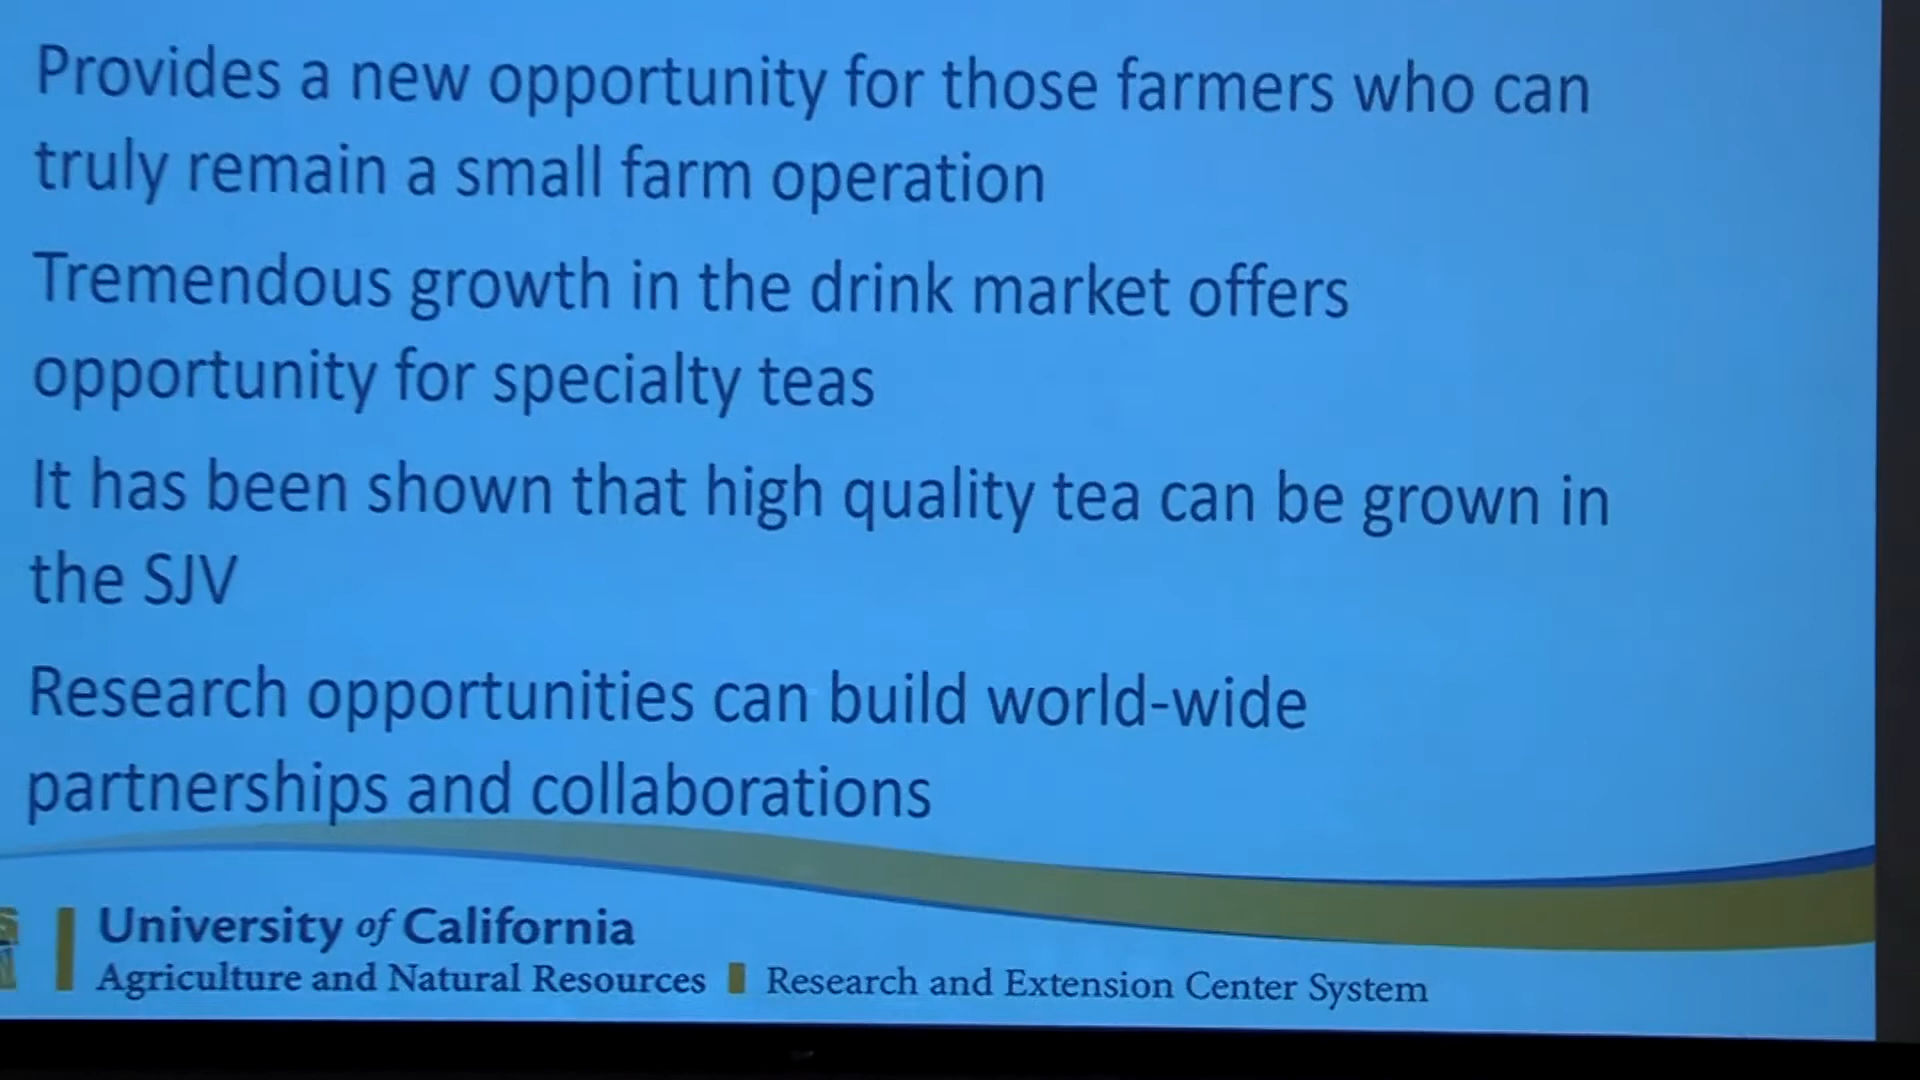 Provides a new opportunity for those farmers who can
truly remain a small farm operation
Tremendous growth in the drink market offers
opportunity for specialty teas
It has been shown that high quality tea can be grown in
the SJV
Research opportunities can build world-wide
partnerships and collaborations
University of California
Agriculture and Natural Resources
Research and Extension Center System